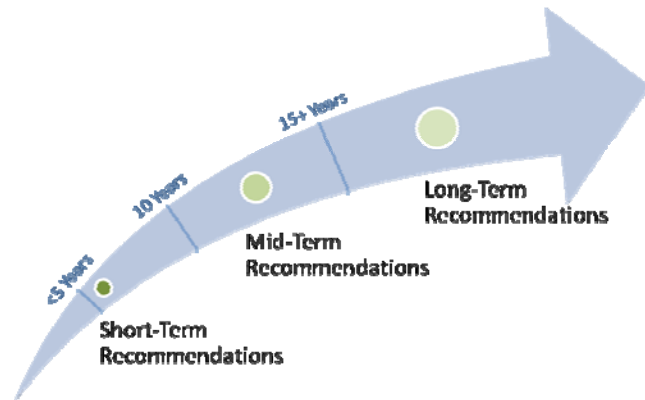 <5 Years
Short-Term
Recommendations
10 Years
Mid-Term
Recommendations
15+ Years
Long-Term
Recommendations